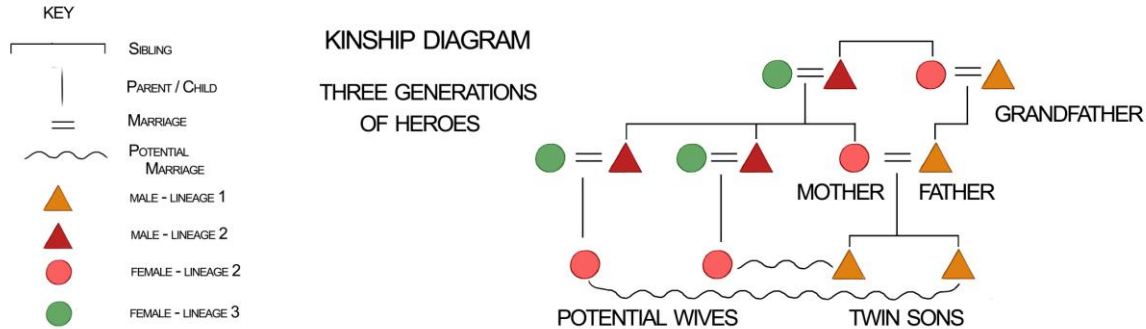 KEY
SIBLING
PARENT / CHILD
MARRIAGE
POTENTIAL
MARRIAGE
MALE - LINEAGE 1
MALE - LINEAGE 2
FEMALE - LINEAGE 2
FEMALE - LINEAGE 3
KINSHIP DIAGRAM
THREE GENERATIONS
OF HEROES
GRANDFATHER
MOTHER
FATHER
POTENTIAL WIVES
TWIN SONS